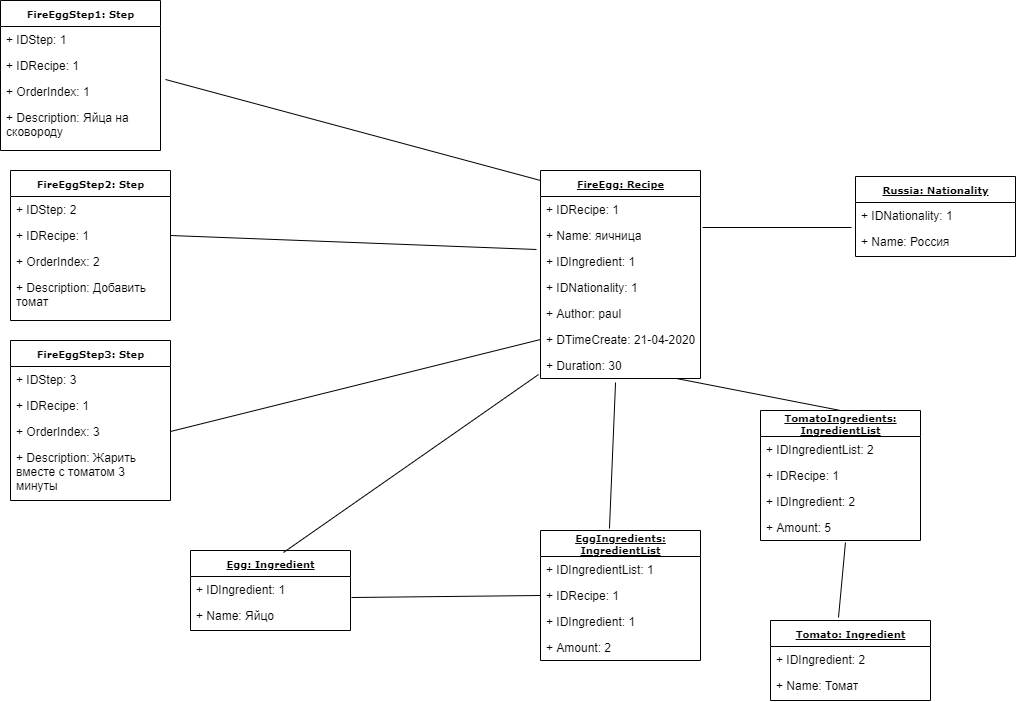 FireEggStep1: Step
+ IDStep: 1
+ IDRecipe: 1
+ OrderIndex: 1
+ Description: Яйца на
сковороду
FireEggStep2: Step
+ IDStep: 2
+ IDRecipe: 1
+ OrderIndex: 2
+ Description: Добавить
томат
FireEggStep3: Step
+ IDStep: 3
+ IDRecipe: 1
+ OrderIndex: 3
+ Description: Жарить
вместе с томатом 3
минуты
FireEgg: Recipe
+ IDRecipe: 1
+ Name: яичница
+ IDIngredient: 1
+ IDNationality: 1
+ Author: paul
+ DTimeCreate: 21-04-2020
+ Duration: 30
Russia: Nationality
+ IDNationality: 1
+ Name: Россия
TomatoIngredients:
IngredientList
+ IDIngredientList: 2
+ IDRecipe: 1
+ IDIngredient: 2
+ Amount: 5
Egg: Ingredient
+ IDIngredient: 1
+ Name: Яйцо
EggIngredients:
IngredientList
+ IDIngredientList: 1
+ IDRecipe: 1
+ IDIngredient: 1
+ Amount: 2
Tomato: Ingredient
+ IDIngredient: 2
+ Name: Томат